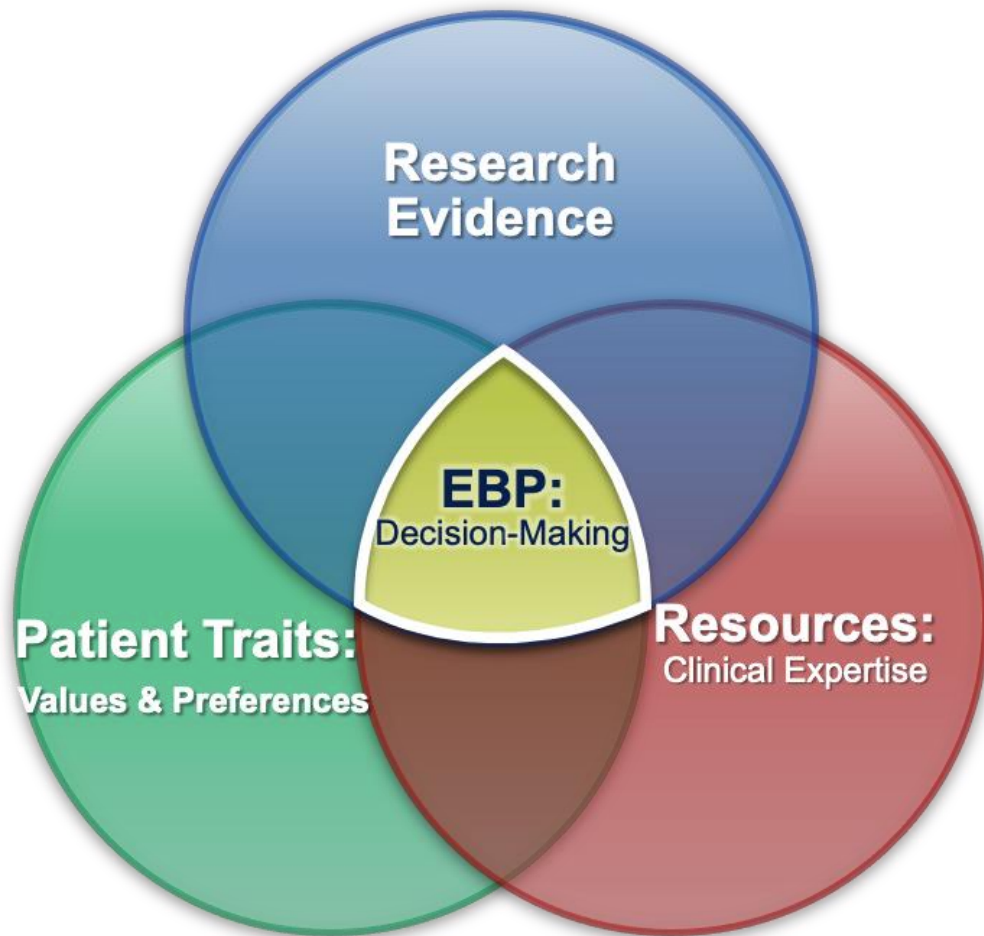 Research
Evidence
EBP:
Decision-Making
Patient Traits:
Values & Preferences
Resources:
Clinical Expertise